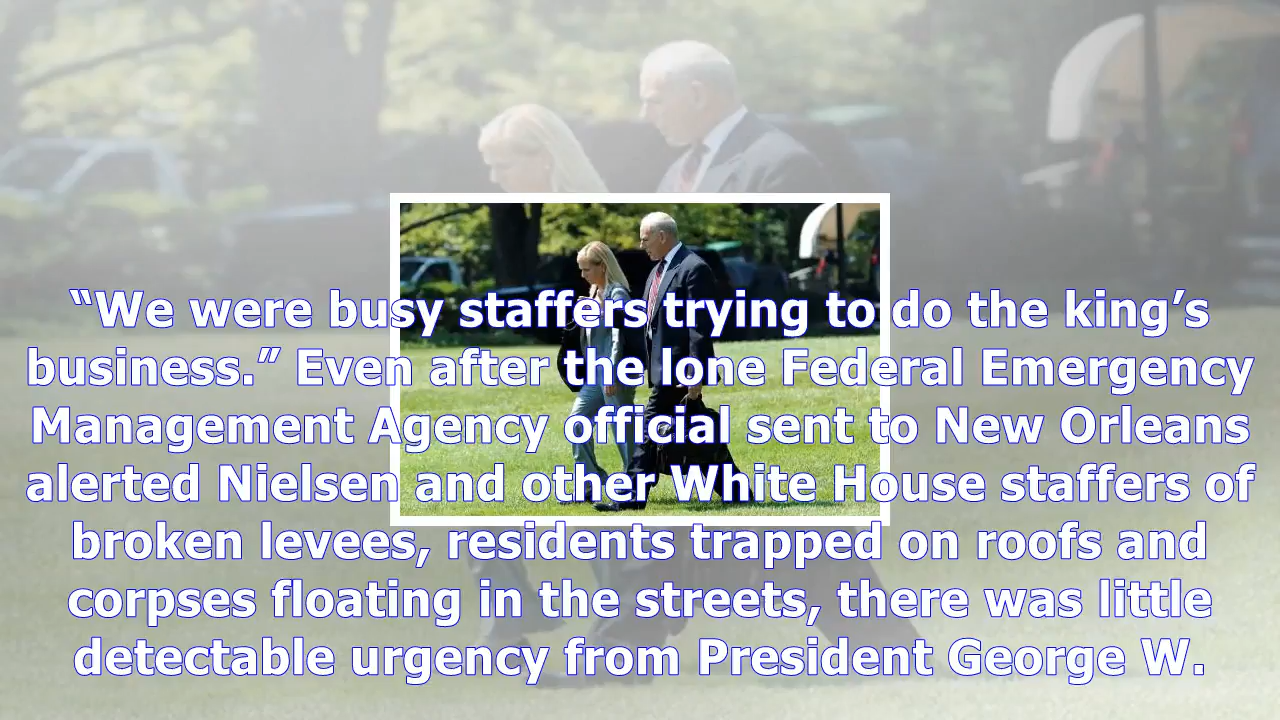 “We were busy staffers trying to do the king’s
business.” Even after the lone Federal Emergency
Management Agency official sent to New Orleans
alerted Nielsen and other White House staffers of
broken levees, residents trapped on roofs and
corpses floating in the streets, there was little
detectable urgency from President George W.